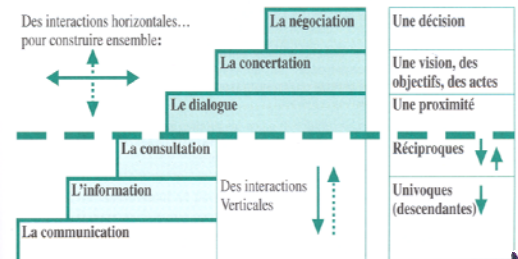 Des interactions horizontales…
pour construire ensemble:
La négociation
Une décision
La concertation
Une vision, des
objectifs, des actes
Le dialogue
Une proximité
La consultation
Réciproques
L'information
Des interactions
Verticales
Univoques
(descendantes)
La communication